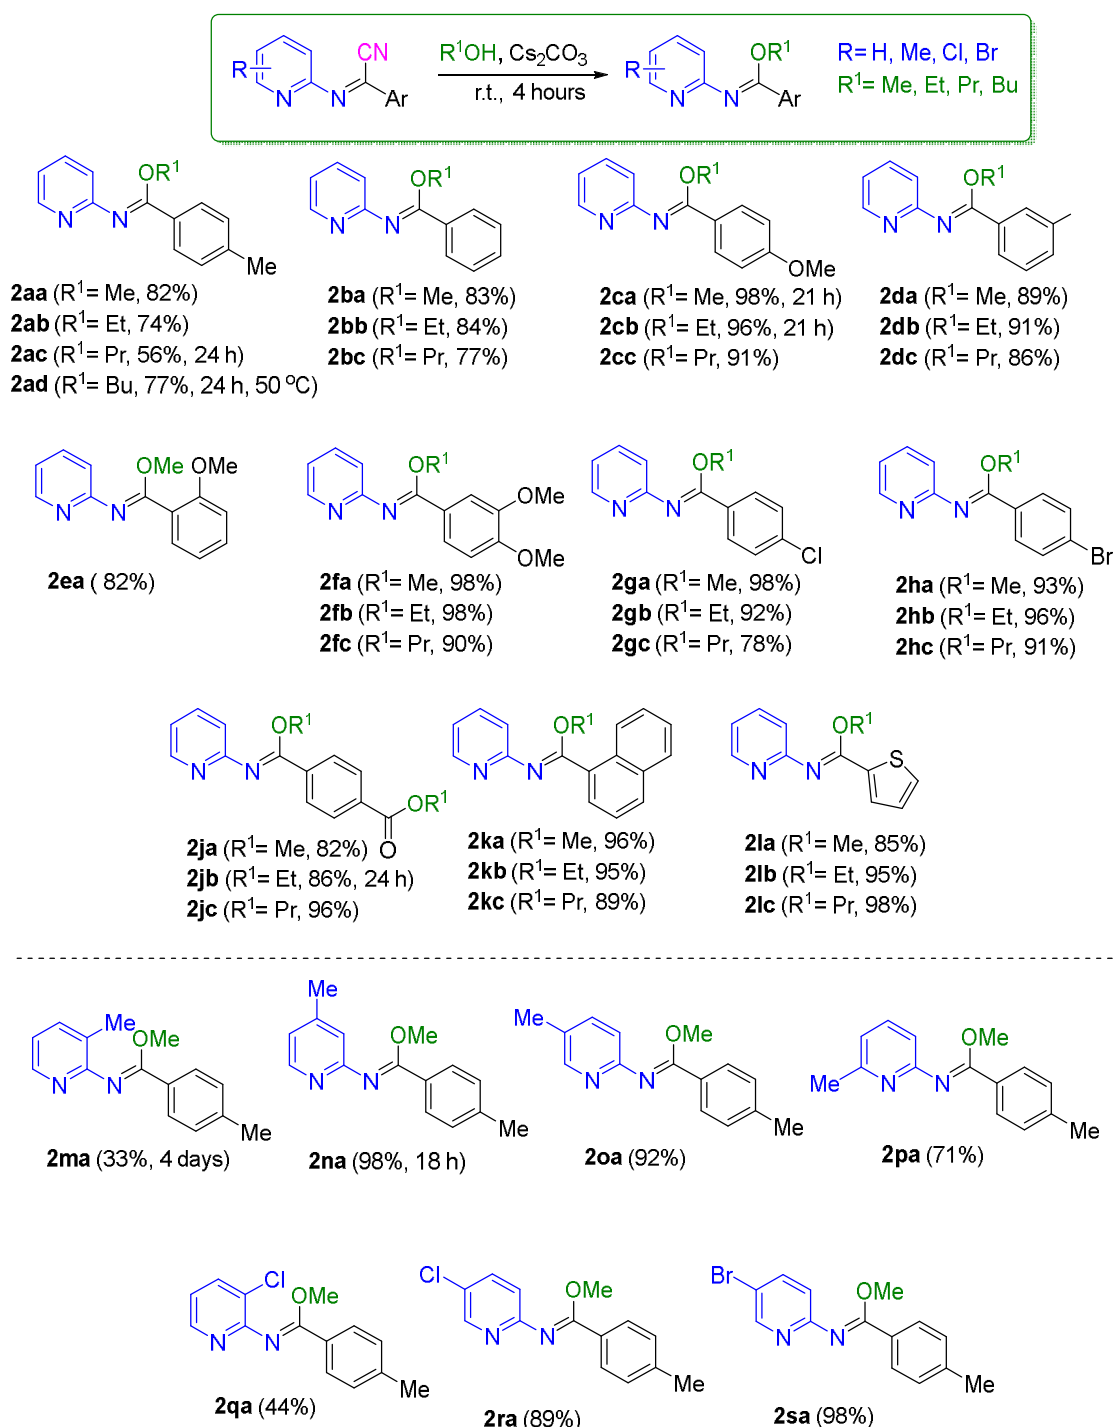 R
N
N
CN
Ar
R¹OH, Cs₂CO₃
r.t., 4 hours
R
N
N
OR¹
Ar
R= H, Me, Cl, Br
R¹= Me, Et, Pr, Bu
N
N
OR¹
Me
2aa (R¹= Me, 82%)
2ab (R¹= Et, 74%)
2ac (R¹= Pr, 56%, 24 h)
2ad (R¹= Bu, 77%, 24 h, 50 °C)
N
N
OR¹
2ba (R¹= Me, 83%)
2bb (R¹= Et, 84%)
2bc (R¹= Pr, 77%)
N
N
OR¹
OMe
2ca (R¹= Me, 98%, 21 h)
2cb (R¹= Et, 96%, 21 h)
2cc (R¹= Pr, 91%)
N
N
OR¹
2da (R¹= Me, 89%)
2db (R¹= Et, 91%)
2dc (R¹= Pr, 86%)
N
N
OMe
OMe
2ea ( 82%)
N
N
OR¹
OMe
OMe
2fa (R¹= Me, 98%)
2fb (R¹= Et, 98%)
2fc (R¹= Pr, 90%)
N
N
OR¹
Cl
2ga (R¹= Me, 98%)
2gb (R¹= Et, 92%)
2gc (R¹= Pr, 78%)
N
N
OR¹
Br
2ha (R¹= Me, 93%)
2hb (R¹= Et, 96%)
2hc (R¹= Pr, 91%)
N
N
OR¹
OR¹
O
2ja (R¹= Me, 82%)
2jb (R¹= Et, 86%, 24 h)
2jc (R¹= Pr, 96%)
N
N
OR¹
2ka (R¹= Me, 96%)
2kb (R¹= Et, 95%)
2kc (R¹= Pr, 89%)
N
N
OR¹
S
2la (R¹= Me, 85%)
2lb (R¹= Et, 95%)
2lc (R¹= Pr, 98%)
Me
N
N
OMe
Me
2ma (33%, 4 days)
Me
N
N
OMe
Me
2na (98%, 18 h)
Me
N
N
OMe
Me
2oa (92%)
Me
N
N
OMe
Me
2pa (71%)
Cl
N
N
OMe
Me
2qa (44%)
Cl
N
N
OMe
Me
2ra (89%)
Br
N
N
OMe
Me
2sa (98%)